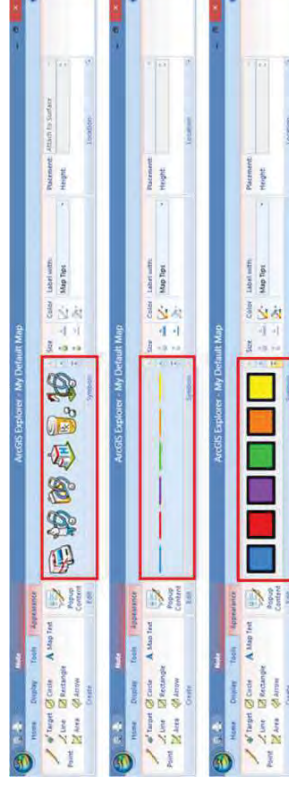 ArcGIS Explorer - My Default Map
Note
Home Display Tools Appearance
Point Target Circle A Map Text
Line Rectangle
Area Arrow
Popup Content
Create Edit
Symbols
Size Color
Label with:
Map Tips
Placement: Attach to Surface
Height:
Location
ArcGIS Explorer - My Default Map
Note
Home Display Tools Appearance
Point Target Circle A Map Text
Line Rectangle
Area Arrow
Popup Content
Create Edit
Symbols
Size Color
Label with:
Map Tips
Placement:
Height:
Location
ArcGIS Explorer - My Default Map
Note
Home Display Tools Appearance
Point Target Circle A Map Text
Line Rectangle
Area Arrow
Popup Content
Create Edit
Size Color
Label with:
Map Tips
Placement:
Height:
Location